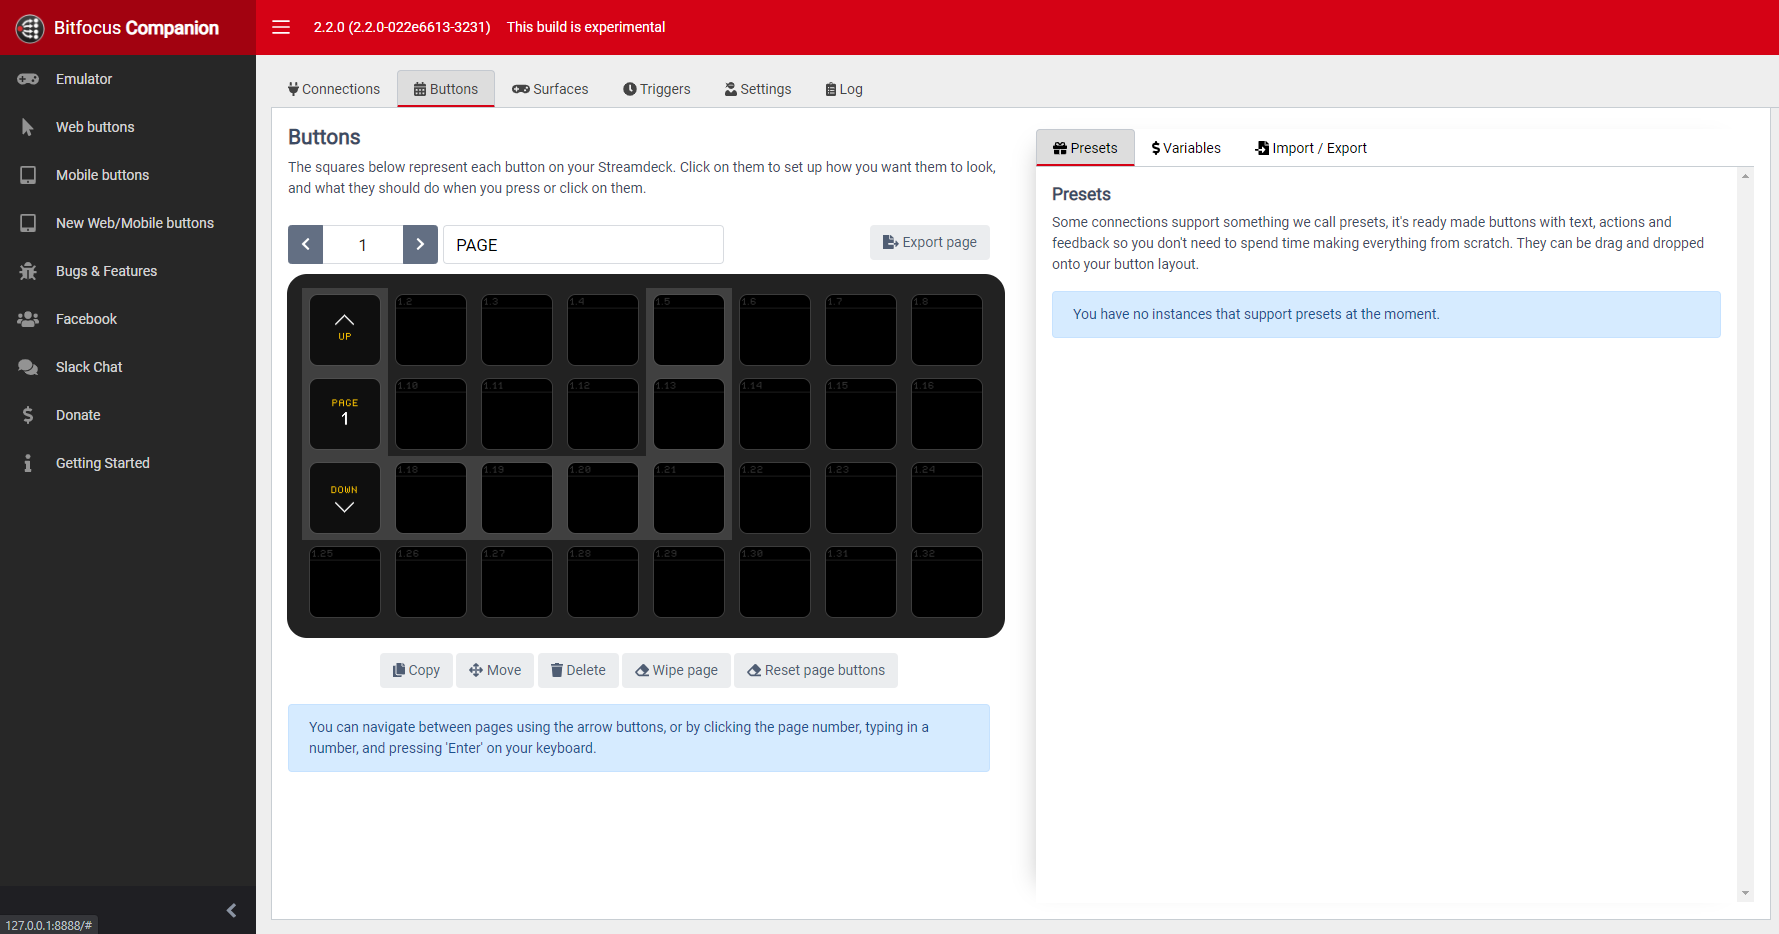 Bitfocus Companion
2.2.0 (2.2.0-022e6613-3231)
This build is experimental
Emulator
Web buttons
Mobile buttons
New Web/Mobile buttons
Bugs & Features
Facebook
Slack Chat
Donate
Getting Started
127.0.0.1:8888/#
Connections
Buttons
Surfaces
Triggers
Settings
Log
Buttons
The squares below represent each button on your Streamdeck. Click on them to set up how you want them to look,
and what they should do when you press or click on them.
1
PAGE
Export page
UP
1.2
1.3
1.4
1.5
1.6
1.7
1.8
PAGE
1
1.10
1.11
1.12
1.13
1.14
1.15
1.16
DOWN
1.18
1.19
1.20
1.21
1.22
1.23
1.24
1.25
1.26
1.27
1.28
1.29
1.30
1.31
1.32
Copy
Move
Delete
Wipe page
Reset page buttons
You can navigate between pages using the arrow buttons, or by clicking the page number, typing in a
number, and pressing 'Enter' on your keyboard.
Presets
Variables
Import / Export
Presets
Some connections support something we call presets, it's ready made buttons with text, actions and
feedback so you don't need to spend time making everything from scratch. They can be drag and dropped
onto your button layout.
You have no instances that support presets at the moment.